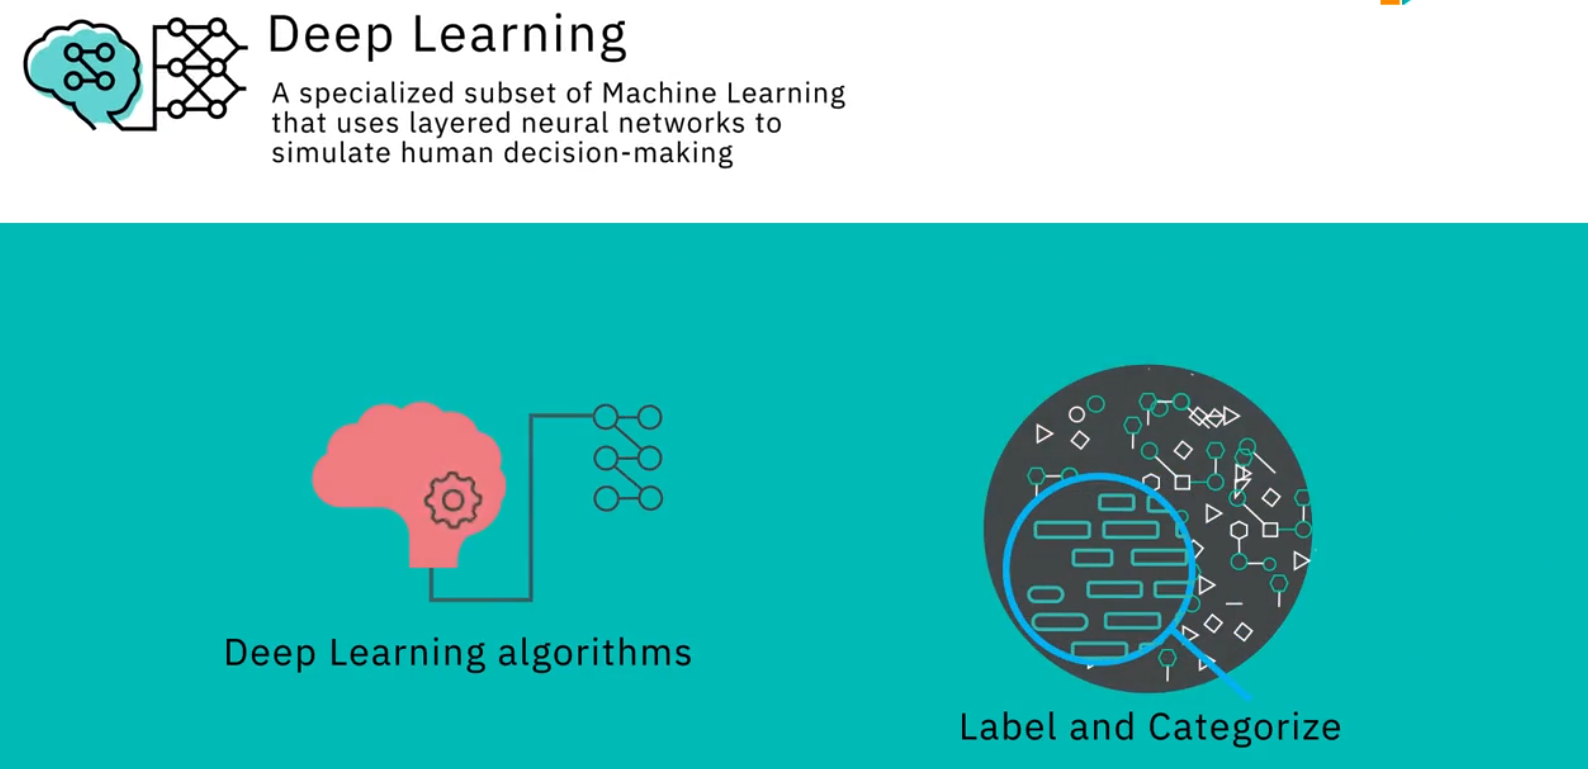 Deep Learning
A specialized subset of Machine Learning
that uses layered neural networks to
simulate human decision-making
Deep Learning algorithms
Label and Categorize